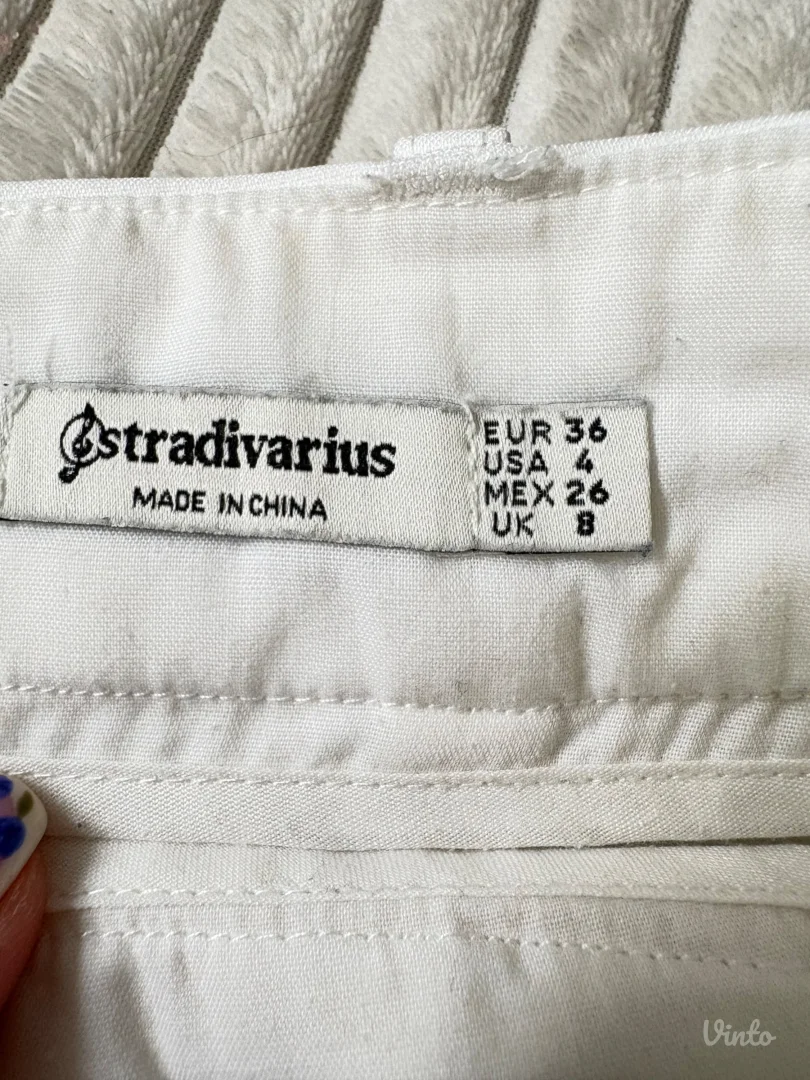 stradivarius
MADE IN CHINA
EUR 36
USA 4
MEX 26
UK 8
Vinto